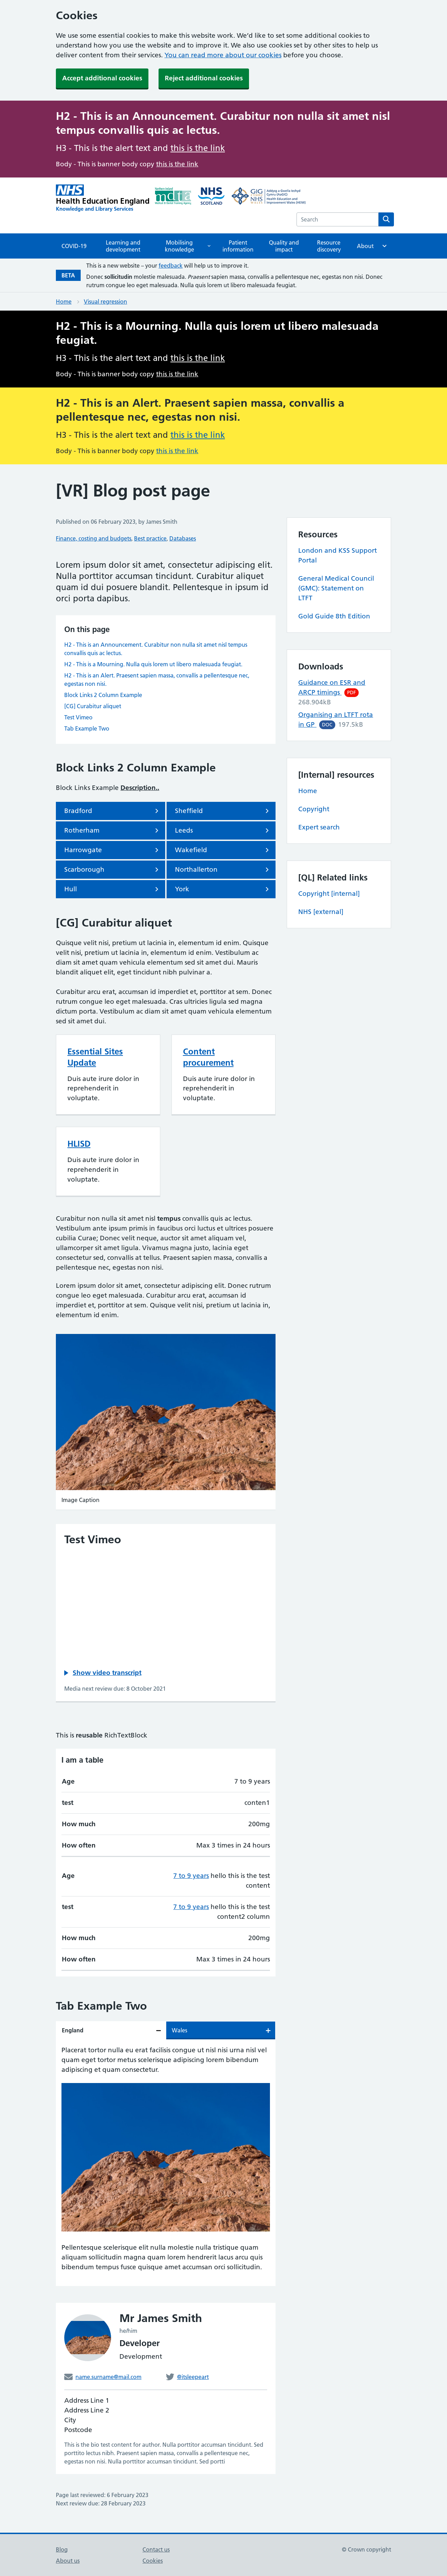 Cookies
We use some essential cookies to make this website work. We'd like to set some additional cookies to
understand how you use the website and to improve it. We also use cookies set by other sites to help us
deliver content from their services. You can read more about our cookies before you choose.
Accept additional cookies
Reject additional cookies
H2 - This is an Announcement. Curabitur non nulla sit amet nisl
tempus convallis quis ac lectus.
H3 - This is the alert text and this is the link
Body - This is banner body copy this is the link
NHS
Health Education England
Knowledge and Library Services
NHS
SCOTLAND
GIG
NHS
Search
COVID-19
Learning and
development
Mobilising
knowledge
Patient
information
Quality and
impact
Resource
discovery
About
BETA
This is a new website – your feedback will help us to improve it.
Donec sollicitudin molestie malesuada. Praesent sapien massa, convallis a pellentesque nec, egestas non nisi. Donec
rutrum congue leo eget malesuada. Nulla quis lorem ut libero malesuada feugiat.
Home
Visual regression
H2 - This is a Mourning. Nulla quis lorem ut libero malesuada
feugiat.
H3 - This is the alert text and this is the link
Body - This is banner body copy this is the link
H2 - This is an Alert. Praesent sapien massa, convallis a
pellentesque nec, egestas non nisi.
H3 - This is the alert text and this is the link
Body - This is banner body copy this is the link
[VR] Blog post page
Published on 06 February 2023, by James Smith
Finance, costing and budgets, Best practice, Databases
Lorem ipsum dolor sit amet, consectetur adipiscing elit.
Nulla porttitor accumsan tincidunt. Curabitur aliquet
quam id dui posuere blandit. Vestibulum ante ipsum
primis in faucibus. Lorem ipsum dolor in ipsum id
orci porta dapibus.
On this page
H2 - This is an Announcement. Curabitur non nulla sit amet nisl tempus
convallis quis ac lectus.
H2 - This is a Mourning. Nulla quis lorem ut libero malesuada feugiat.
H2 - This is an Alert. Praesent sapien massa, convallis a pellentesque nec,
egestas non nisi.
Block Links 2 Column Example
[CG] Curabitur aliquet
Test Vimeo
Tab Example Two
Block Links 2 Column Example
Block Links Example Description..
Bradford
Sheffield
Rotherham
Leeds
Harrowgate
Wakefield
Scarborough
Northallerton
Hull
York
[CG] Curabitur aliquet
Quisque velit nisi, pretium ut lacinia in, elementum id enim. Quisque
velit nisi, pretium ut lacinia in, elementum id enim. Vestibulum ac
diam sit amet quam vehicula elementum sed sit amet dui. Mauris
blandit aliquet elit, eget tincidunt nibh pulvinar a.
Curabitur arcu erat, accumsan id imperdiet et, porttitor at sem. Donec
rutrum congue leo eget malesuada. Cras ultricies ligula sed magna
dictum porta. Vestibulum ac diam sit amet quam vehicula elementum
sed sit amet dui.
Essential Sites
Update
Duis aute irure dolor in
reprehenderit in
voluptate.
Content
procurement
Duis aute irure dolor in
reprehenderit in
voluptate.
HLISD
Duis aute irure dolor in
reprehenderit in
voluptate.
Curabitur non nulla sit amet nisl tempus convallis quis ac lectus.
Vestibulum ante ipsum primis in faucibus orci luctus et ultrices posuere
cubilia Curae; Donec velit neque, auctor sit amet aliquam vel,
ullamcorper sit amet ligula. Vivamus magna justo, lacinia eget
consectetur sed, convallis at tellus. Praesent sapien massa, convallis a
pellentesque nec, egestas non nisi.
Lorem ipsum dolor sit amet, consectetur adipiscing elit. Donec rutrum
congue leo eget malesuada. Curabitur arcu erat, accumsan id
imperdiet et, porttitor at sem. Quisque velit nisi, pretium ut lacinia in,
elementum id enim.
Image Caption
Test Vimeo
Show video transcript
Media next review due: 8 October 2021
This is reusable RichTextBlock
I am a table
Age
7 to 9 years
test
conten1
How much
200mg
How often
Max 3 times in 24 hours
Age
7 to 9 years hello this is the test
content
test
7 to 9 years hello this is the test
content2 column
How much
200mg
How often
Max 3 times in 24 hours
Tab Example Two
England
Wales
Placerat tortor nulla eu erat facilisis congue ut nisl nisl urna nisl vel
quam eget tortor metus scelerisque adipiscing lorem bibendum
adipiscing et quam consectetur.
Pellentesque scelerisque elit nulla molestie nulla tristique quam
aliquam sollicitudin magna quam lorem hendrerit lacus arcu quis
bibendum tempus fusce quisque amet accumsan orci sollicitudin.
Mr James Smith
he/him
Developer
Development
name.surname@mail.com
@itsleepeart
Address Line 1
Address Line 2
City
Postcode
This is the bio test content for author. Nulla porttitor accumsan tincidunt. Sed
porttito lectus nibh. Praesent sapien massa, convallis a pellentesque nec,
egestas non nisi. Nulla porttitor accumsan tincidunt. Sed portti
Page last reviewed: 6 February 2023
Next review due: 28 February 2023
Resources
London and KSS Support
Portal
General Medical Council
(GMC): Statement on
LTFT
Gold Guide 8th Edition
Downloads
Guidance on ESR and
ARCP timings PDF
268.904kB
Organising an LTFT rota
in GP DOC 197.5kB
[Internal] resources
Home
Copyright
Expert search
[QL] Related links
Copyright [internal]
NHS [external]
Blog
About us
Contact us
Cookies
© Crown copyright